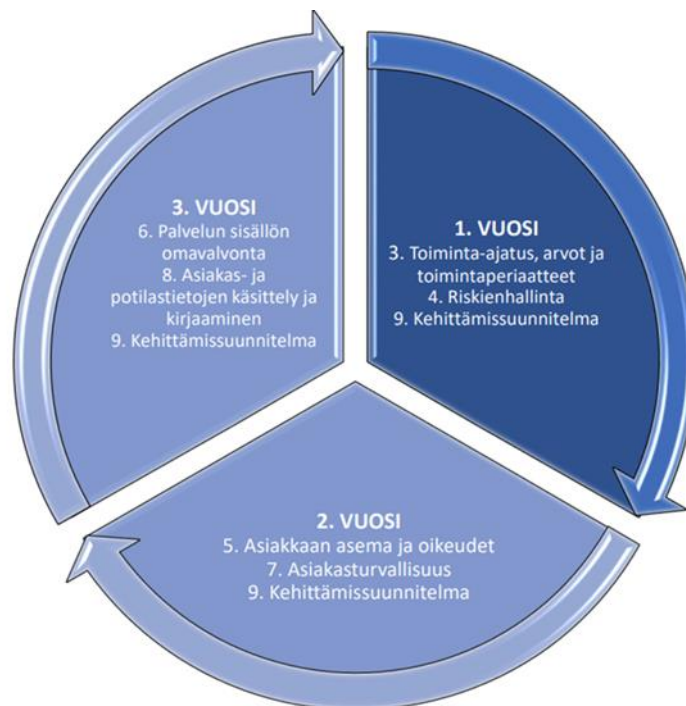 1. VUOSI
3. Toiminta-ajatus, arvot ja
toimintaperiaatteet
4. Riskienhallinta
9. Kehittämissuunnitelma
2. VUOSI
5. Asiakkaan asema ja oikeudet
7. Asiakasturvallisuus
9. Kehittämissuunnitelma
3. VUOSI
6. Palvelun sisällön
omavalvonta
8. Asiakas- ja
potilastietojen käsittely ja
kirjaaminen
9. Kehittämissuunnitelma